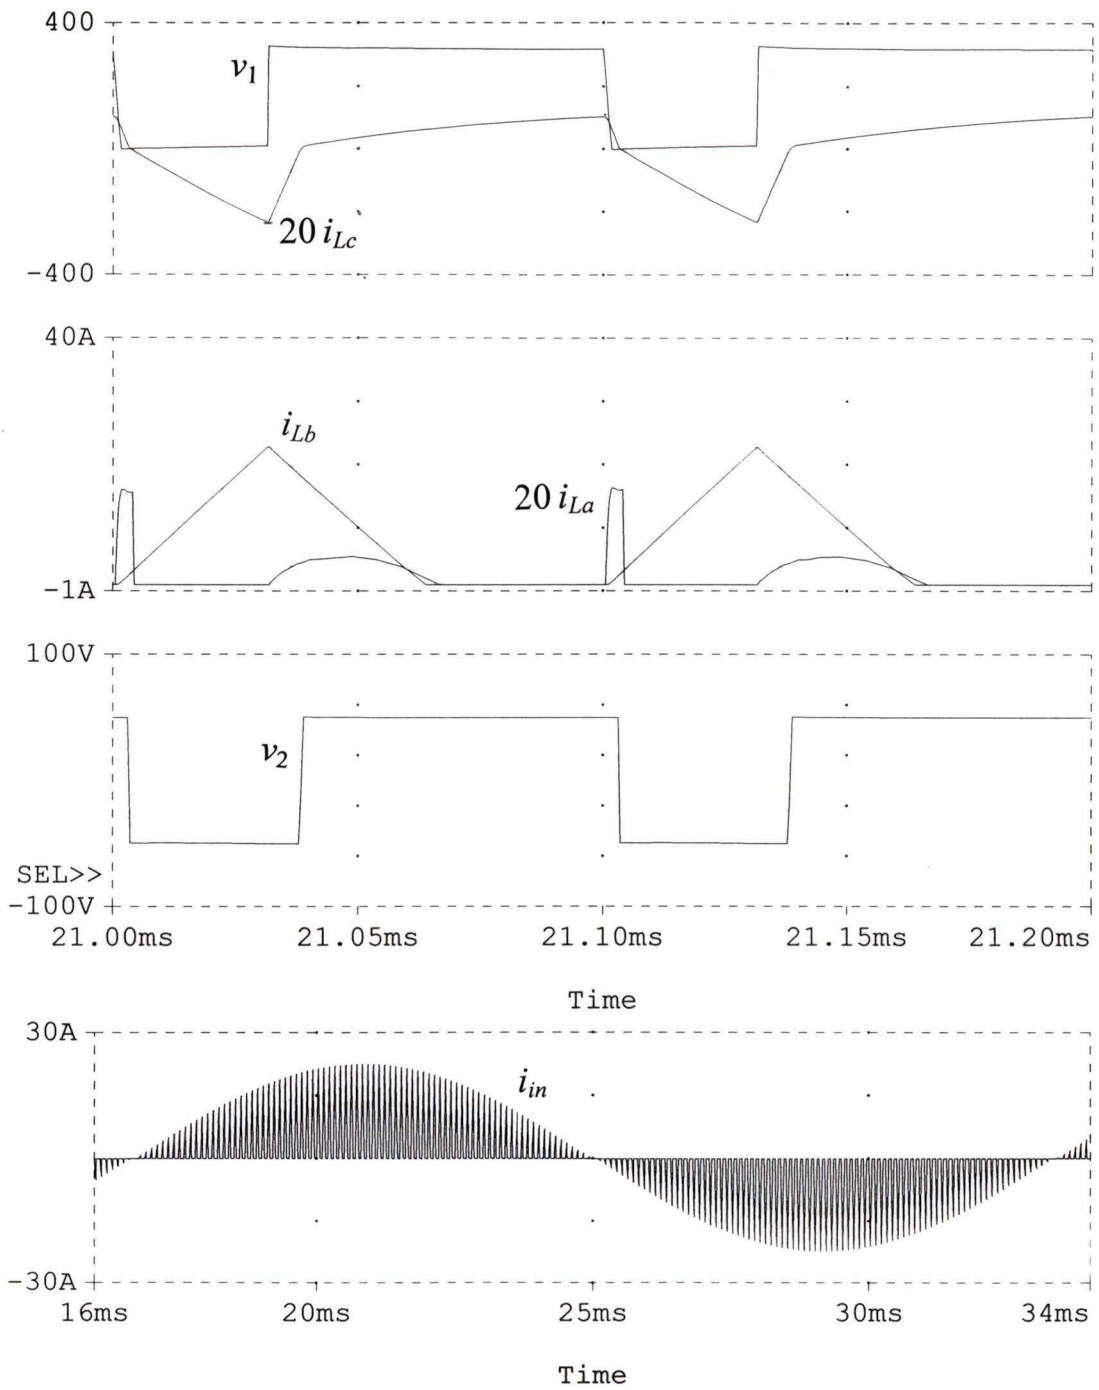 400
v1
20 iLc
-400
40A
iLb
20 iLa
-1A
100V
v2
SEL>>
-100V
21.00ms 21.05ms 21.10ms 21.15ms 21.20ms
Time
30A
iin
-30A
16ms 20ms 25ms 30ms 34ms
Time